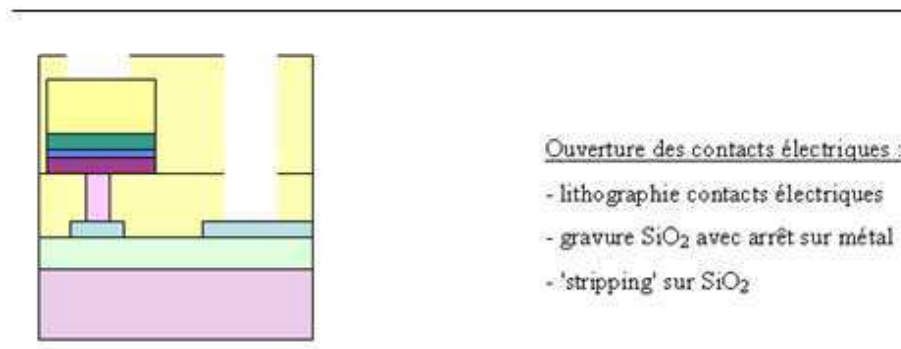 Ouverture des contacts électriques :
- lithographie contacts électriques
- gravure SiO₂ avec arrêt sur métal
- 'stripping' sur SiO₂